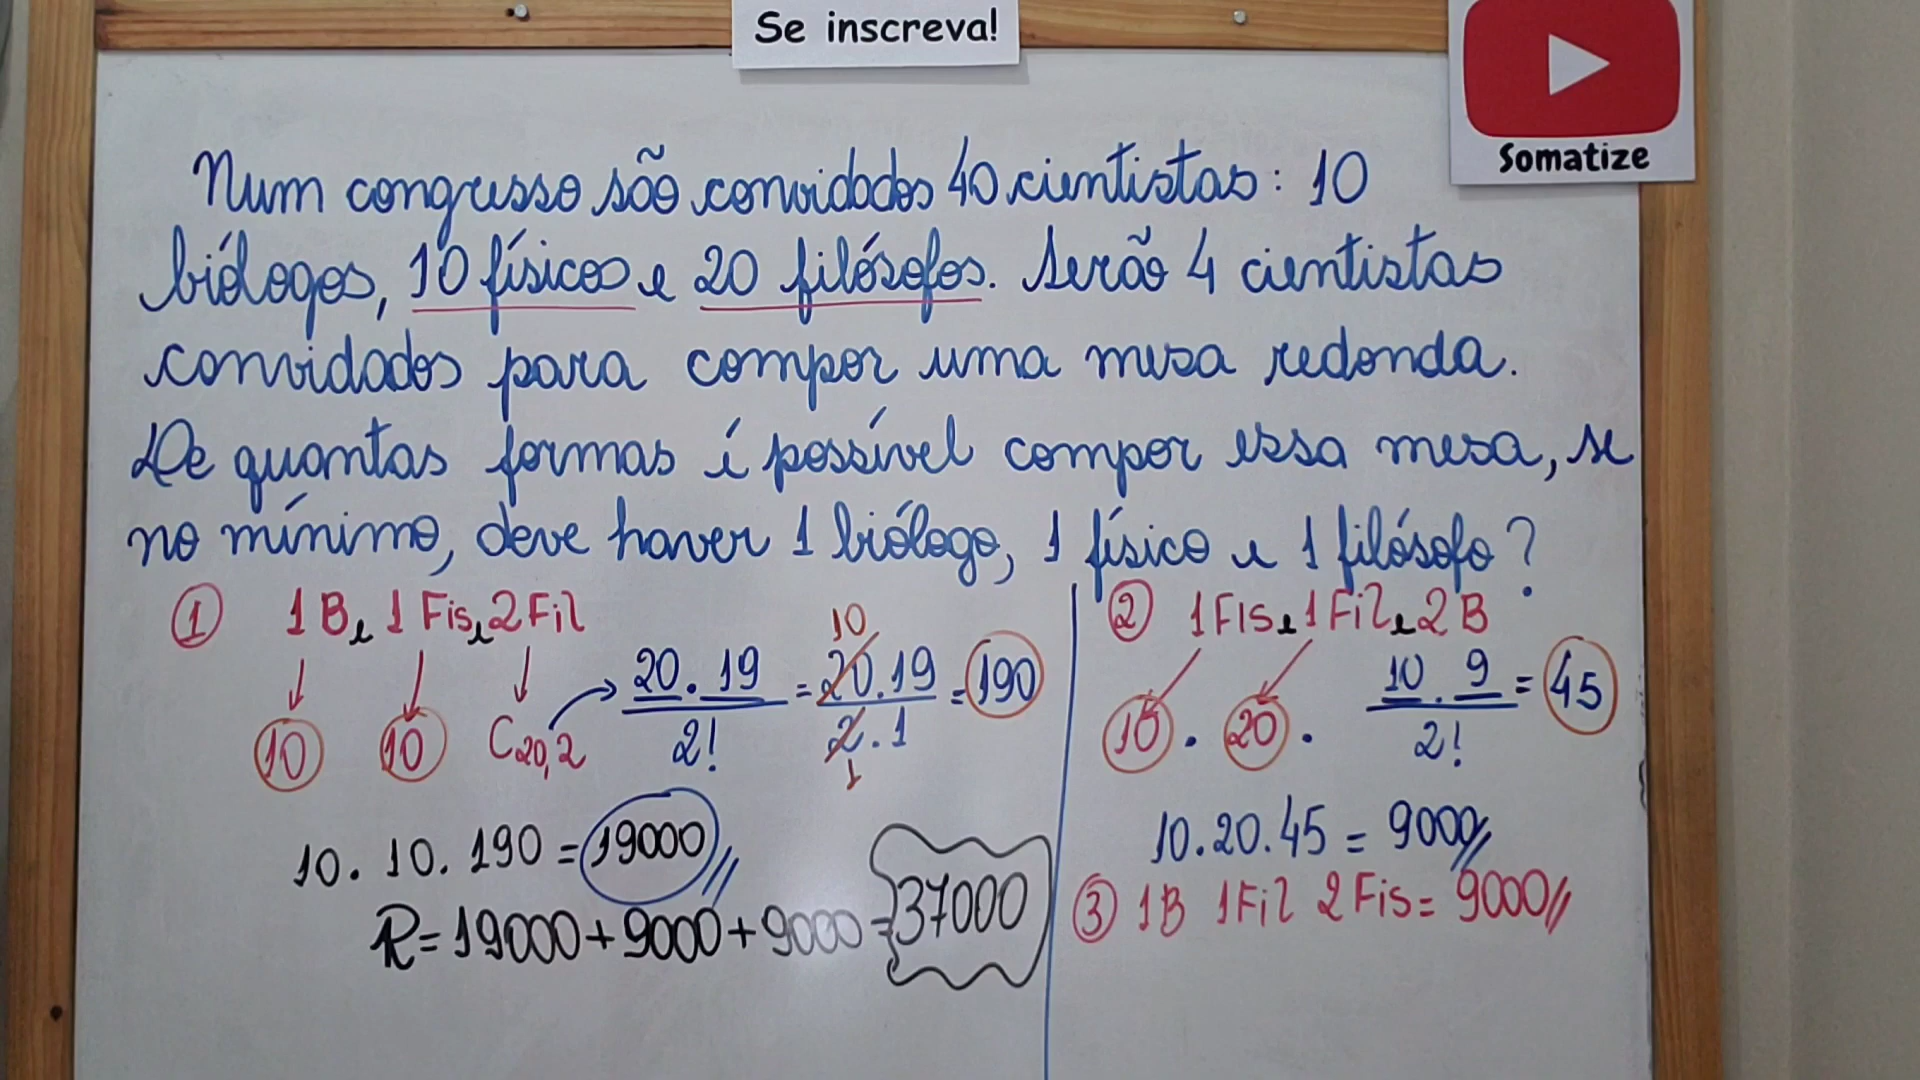 Se inscreva!
Somatize
Num congresso são convidados 40 cientistas: 10
biólogos, 10 físicos e 20 filósofos. Serão 4 cientistas
convidados para compor uma mesa redonda.
De quantas formas é possível compor essa mesa, se
no mínimo, deve haver 1 biólogo, 1 físico e 1 filósofo?
① 1 B e 1 Fis e 2 Fil
10 10 C20,2 → 20.19/2! = 20.19/2.1 = 190
10 1
10. 10. 190 = 19000
R = 19000 + 9000 + 9000 = 37000
② 1 FIS e 1 Fil e 2 B
10 . 20 . 10.9/2! = 45
10.20.45 = 9000
③ 1B 1Fil 2 Fis = 9000